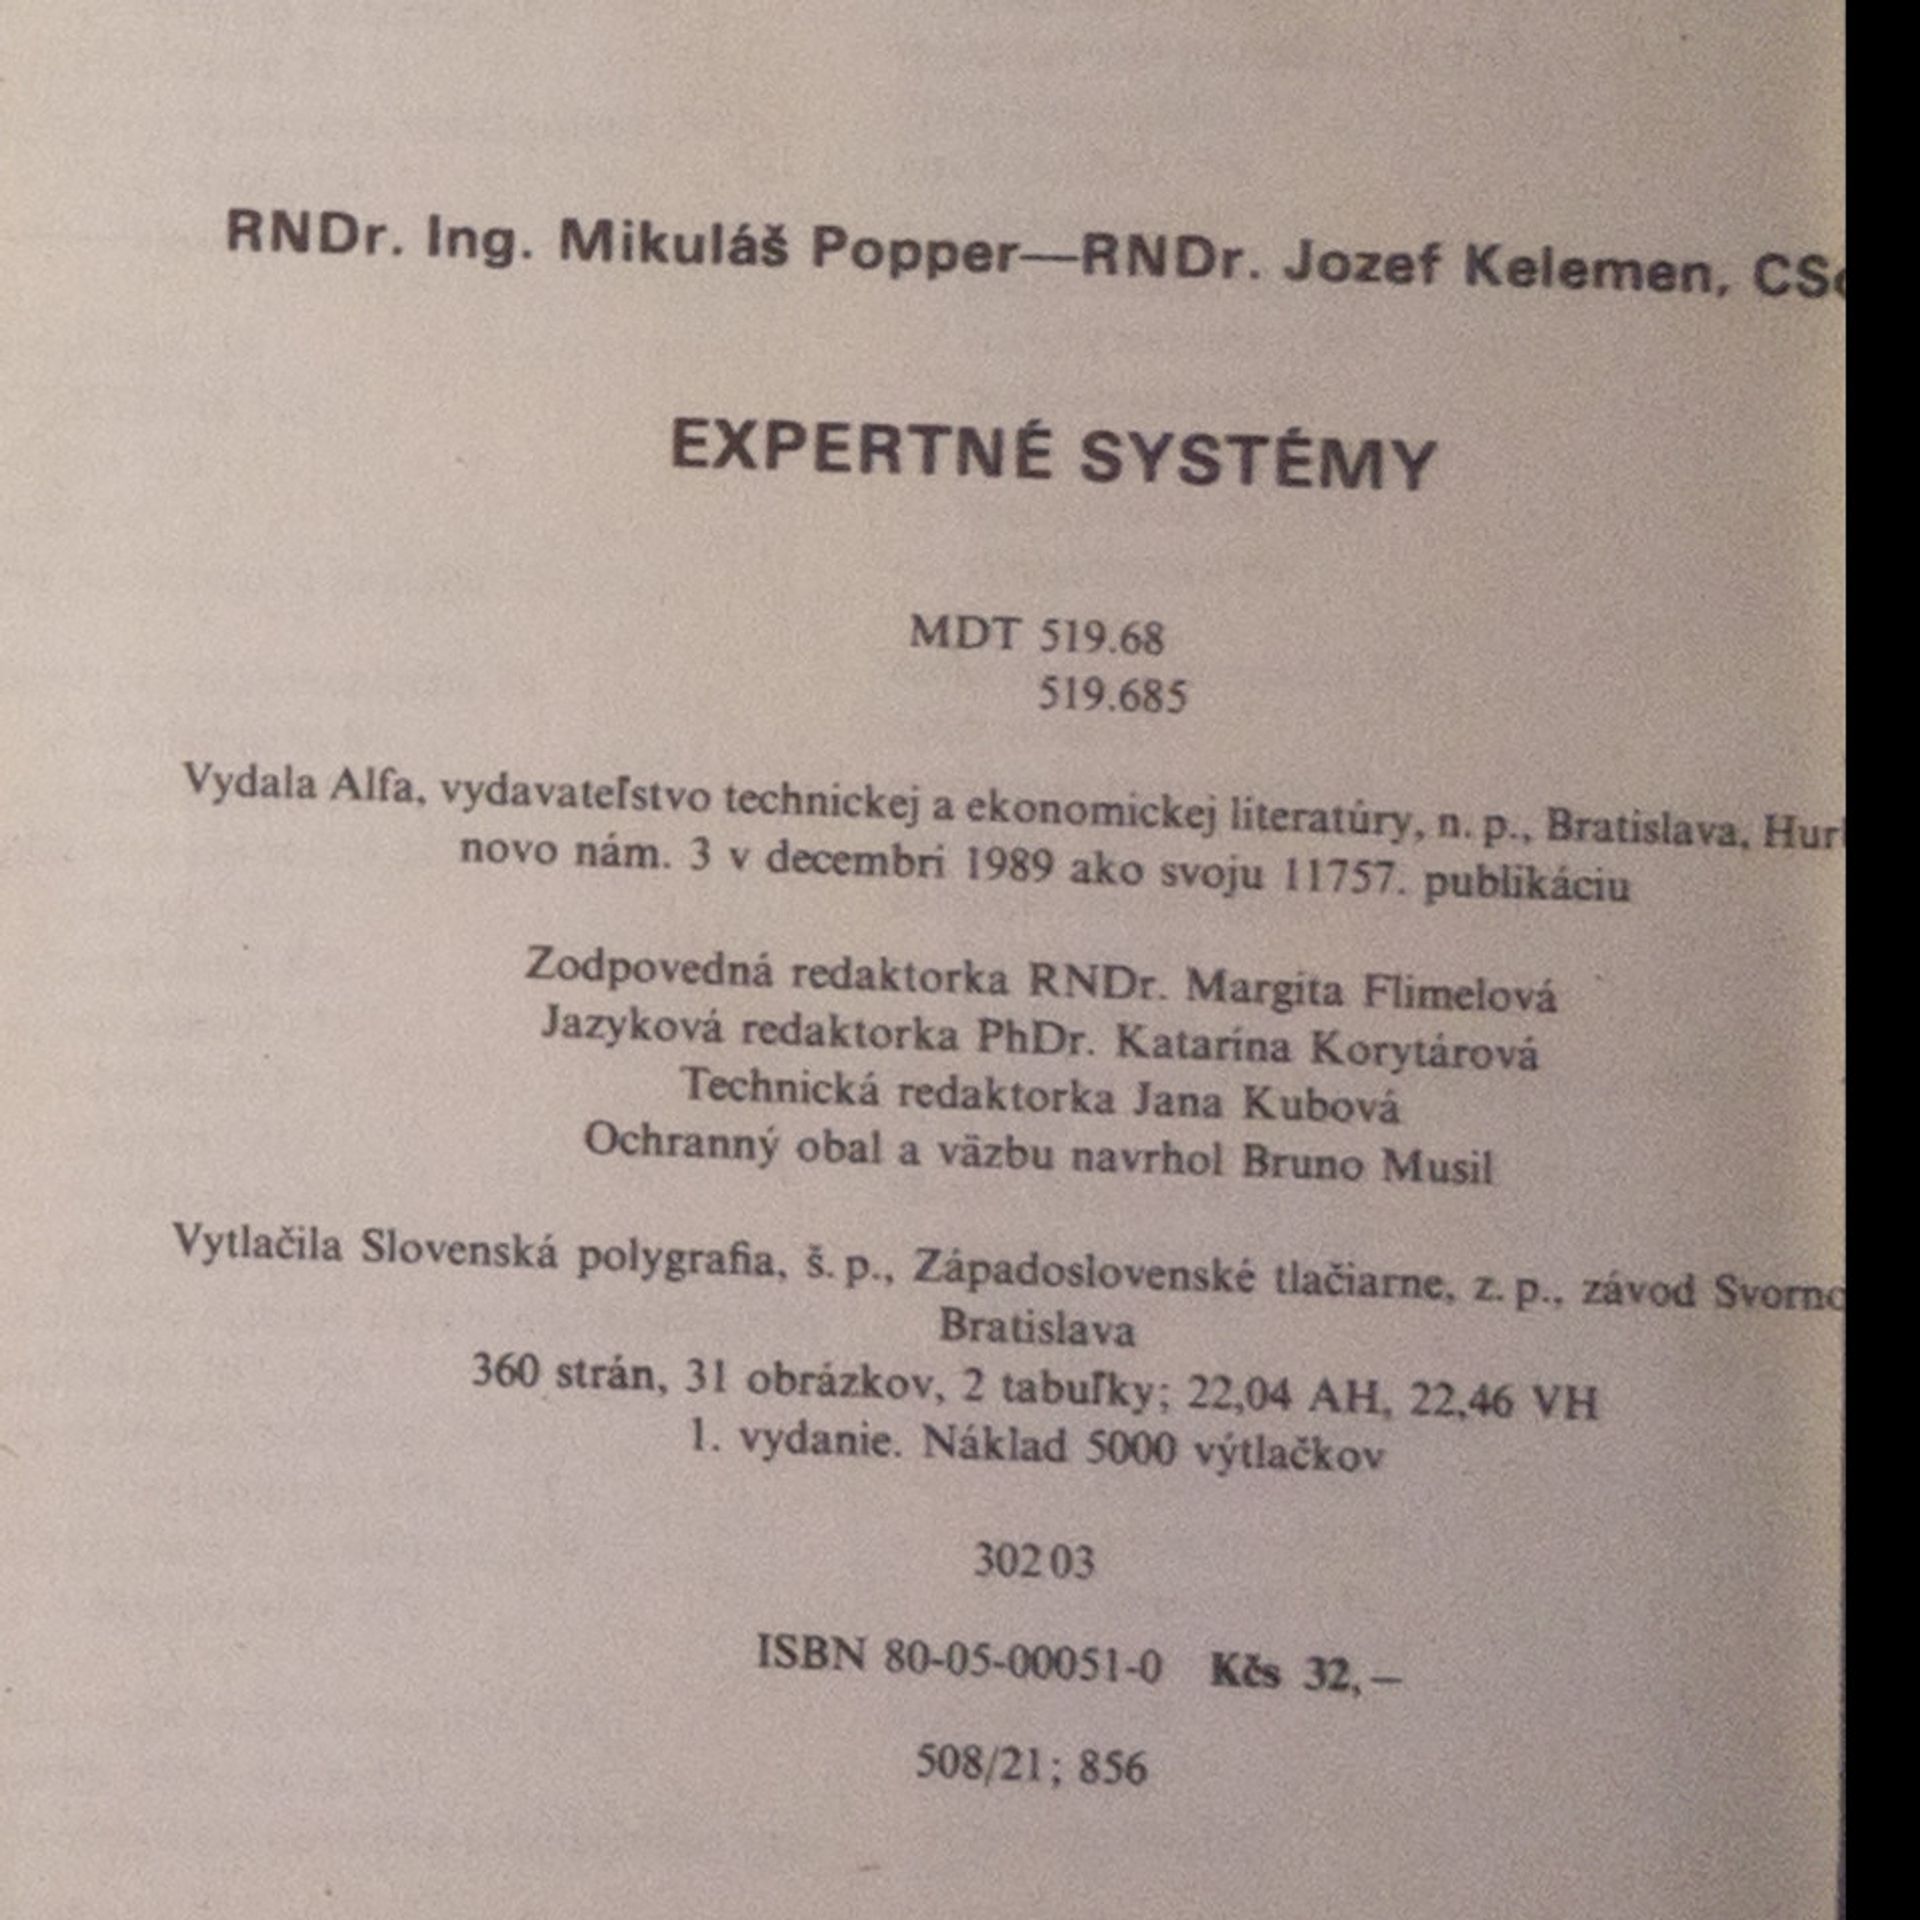 RNDr. Ing. Mikuláš Popper—RNDr. Jozef Kelemen, CSc
EXPERTNÉ SYSTÉMY
MDT 519.68
519.685
Vydala Alfa, vydavateľstvo technickej a ekonomickej literatúry, n. p., Bratislava,
novo nám. 3 v decembri 1989 ako svoju 11757. publikáciu
Zodpovedná redaktorka RNDr. Margita Flimelová
Jazyková redaktorka PhDr. Katarína Korytárová
Technická redaktorka Jana Kubová
Ochranný obal a väzbu navrhol Bruno Musil
Vytlačila Slovenská polygrafia, š. p., Západoslovenské tlačiarne, z. p., závod
Bratislava
360 strán, 31 obrázkov, 2 tabuľky; 22,04 AH, 22,46 VH
1. vydanie. Náklad 5000 výtlačkov
302 03
ISBN 80-05-00051-0 Kčs 32,—
508/21; 856